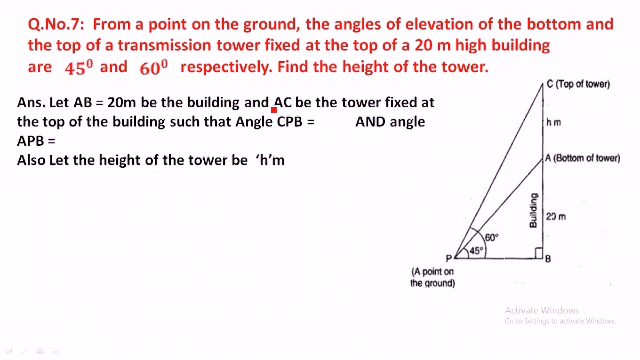 Q.No.7: From a point on the ground, the angles of elevation of the bottom and
the top of a transmission tower fixed at the top of a 20 m high building
are 45⁰ and 60⁰ respectively. Find the height of the tower.
Ans. Let AB = 20m be the building and AC be the tower fixed at
the top of the building such that Angle CPB = AND angle
APB =
Also Let the height of the tower be ‘h’m
C (Top of tower)
h m
A (Bottom of tower)
Building
20 m
60°
45°
P
B
(A point on
the ground)
Activate Windows
Go to Settings to activate Windows.